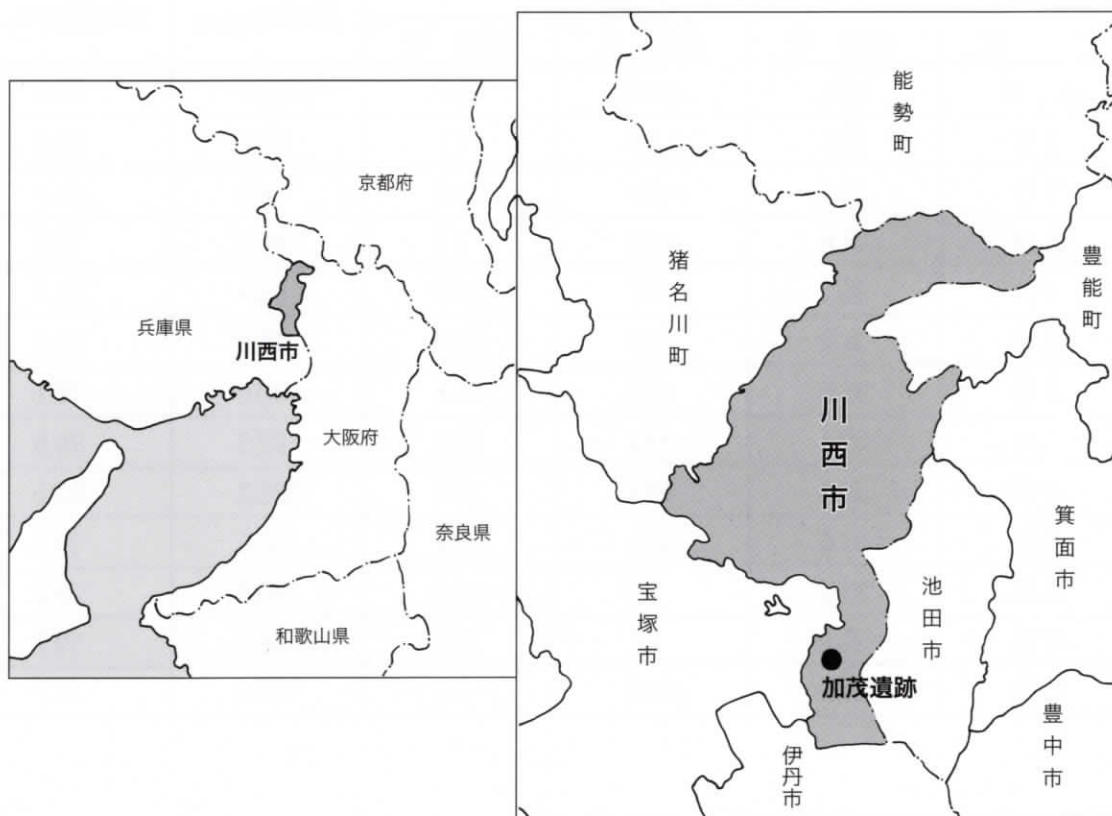 京都府
兵庫県
川西市
大阪府
奈良県
和歌山県
能勢町
猪名川町
豊能町
川西市
箕面市
池田市
宝塚市
加茂遺跡
豊中市
伊丹市